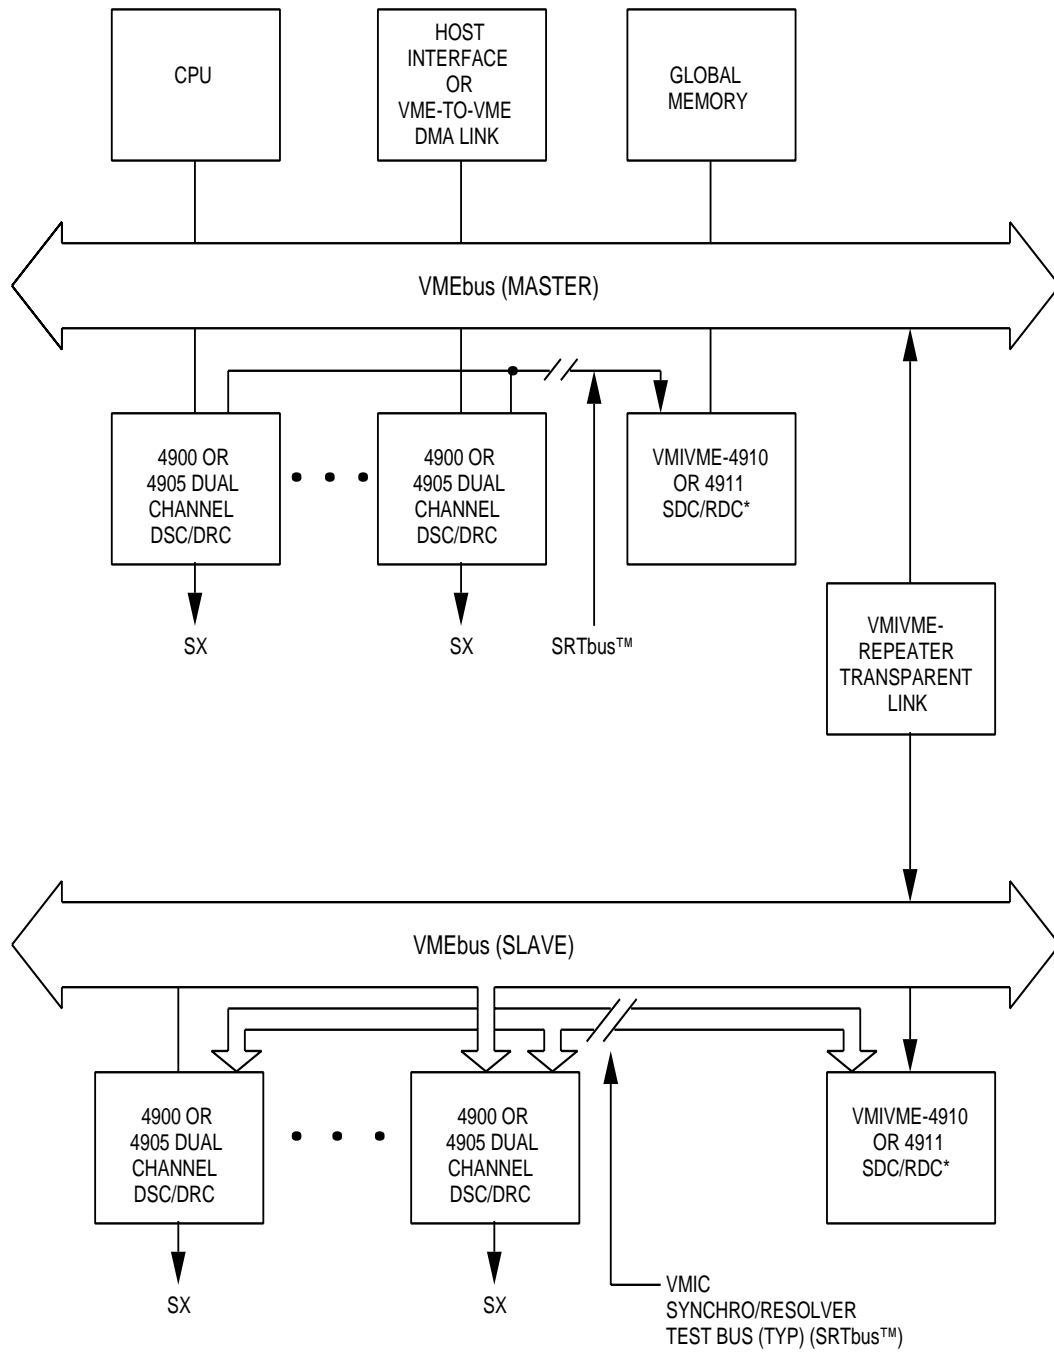 CPU
HOST
INTERFACE
OR
VME-TO-VME
DMA LINK
GLOBAL
MEMORY
VMEbus (MASTER)
4900 OR
4905 DUAL
CHANNEL
DSC/DRC
4900 OR
4905 DUAL
CHANNEL
DSC/DRC
VMIVME-4910
OR 4911
SDC/RDC*
SX
SX
SRTbus™
VMIVME-
REPEATER
TRANSPARENT
LINK
VMEbus (SLAVE)
4900 OR
4905 DUAL
CHANNEL
DSC/DRC
4900 OR
4905 DUAL
CHANNEL
DSC/DRC
VMIVME-4910
OR 4911
SDC/RDC*
SX
SX
VMIC
SYNCHRO/RESOLVER
TEST BUS (TYP) (SRTbus™)